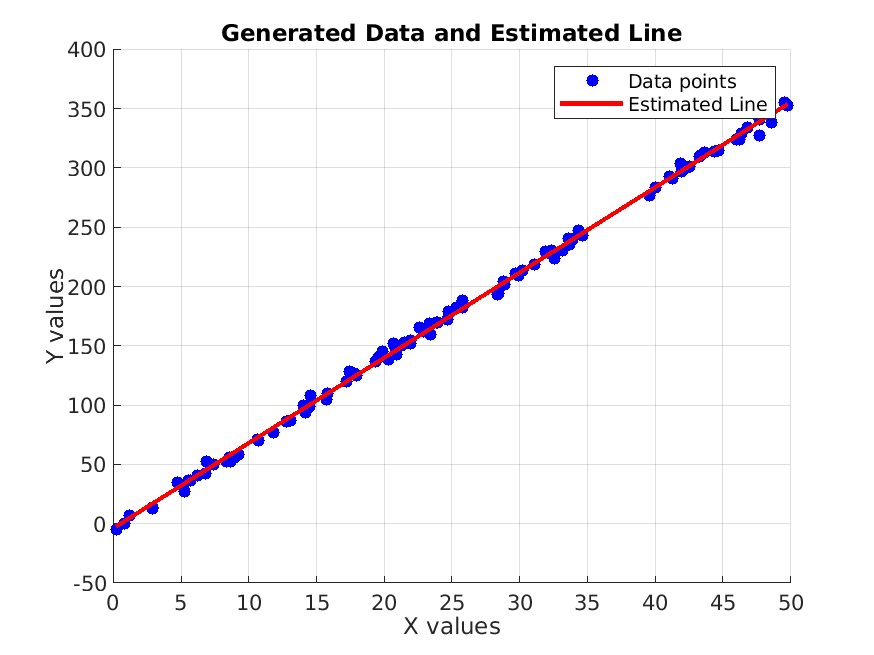 Generated Data and Estimated Line
400
350
300
250
200
150
100
50
0
-50
Y values
Data points
Estimated Line
0 5 10 15 20 25 30 35 40 45 50
X values